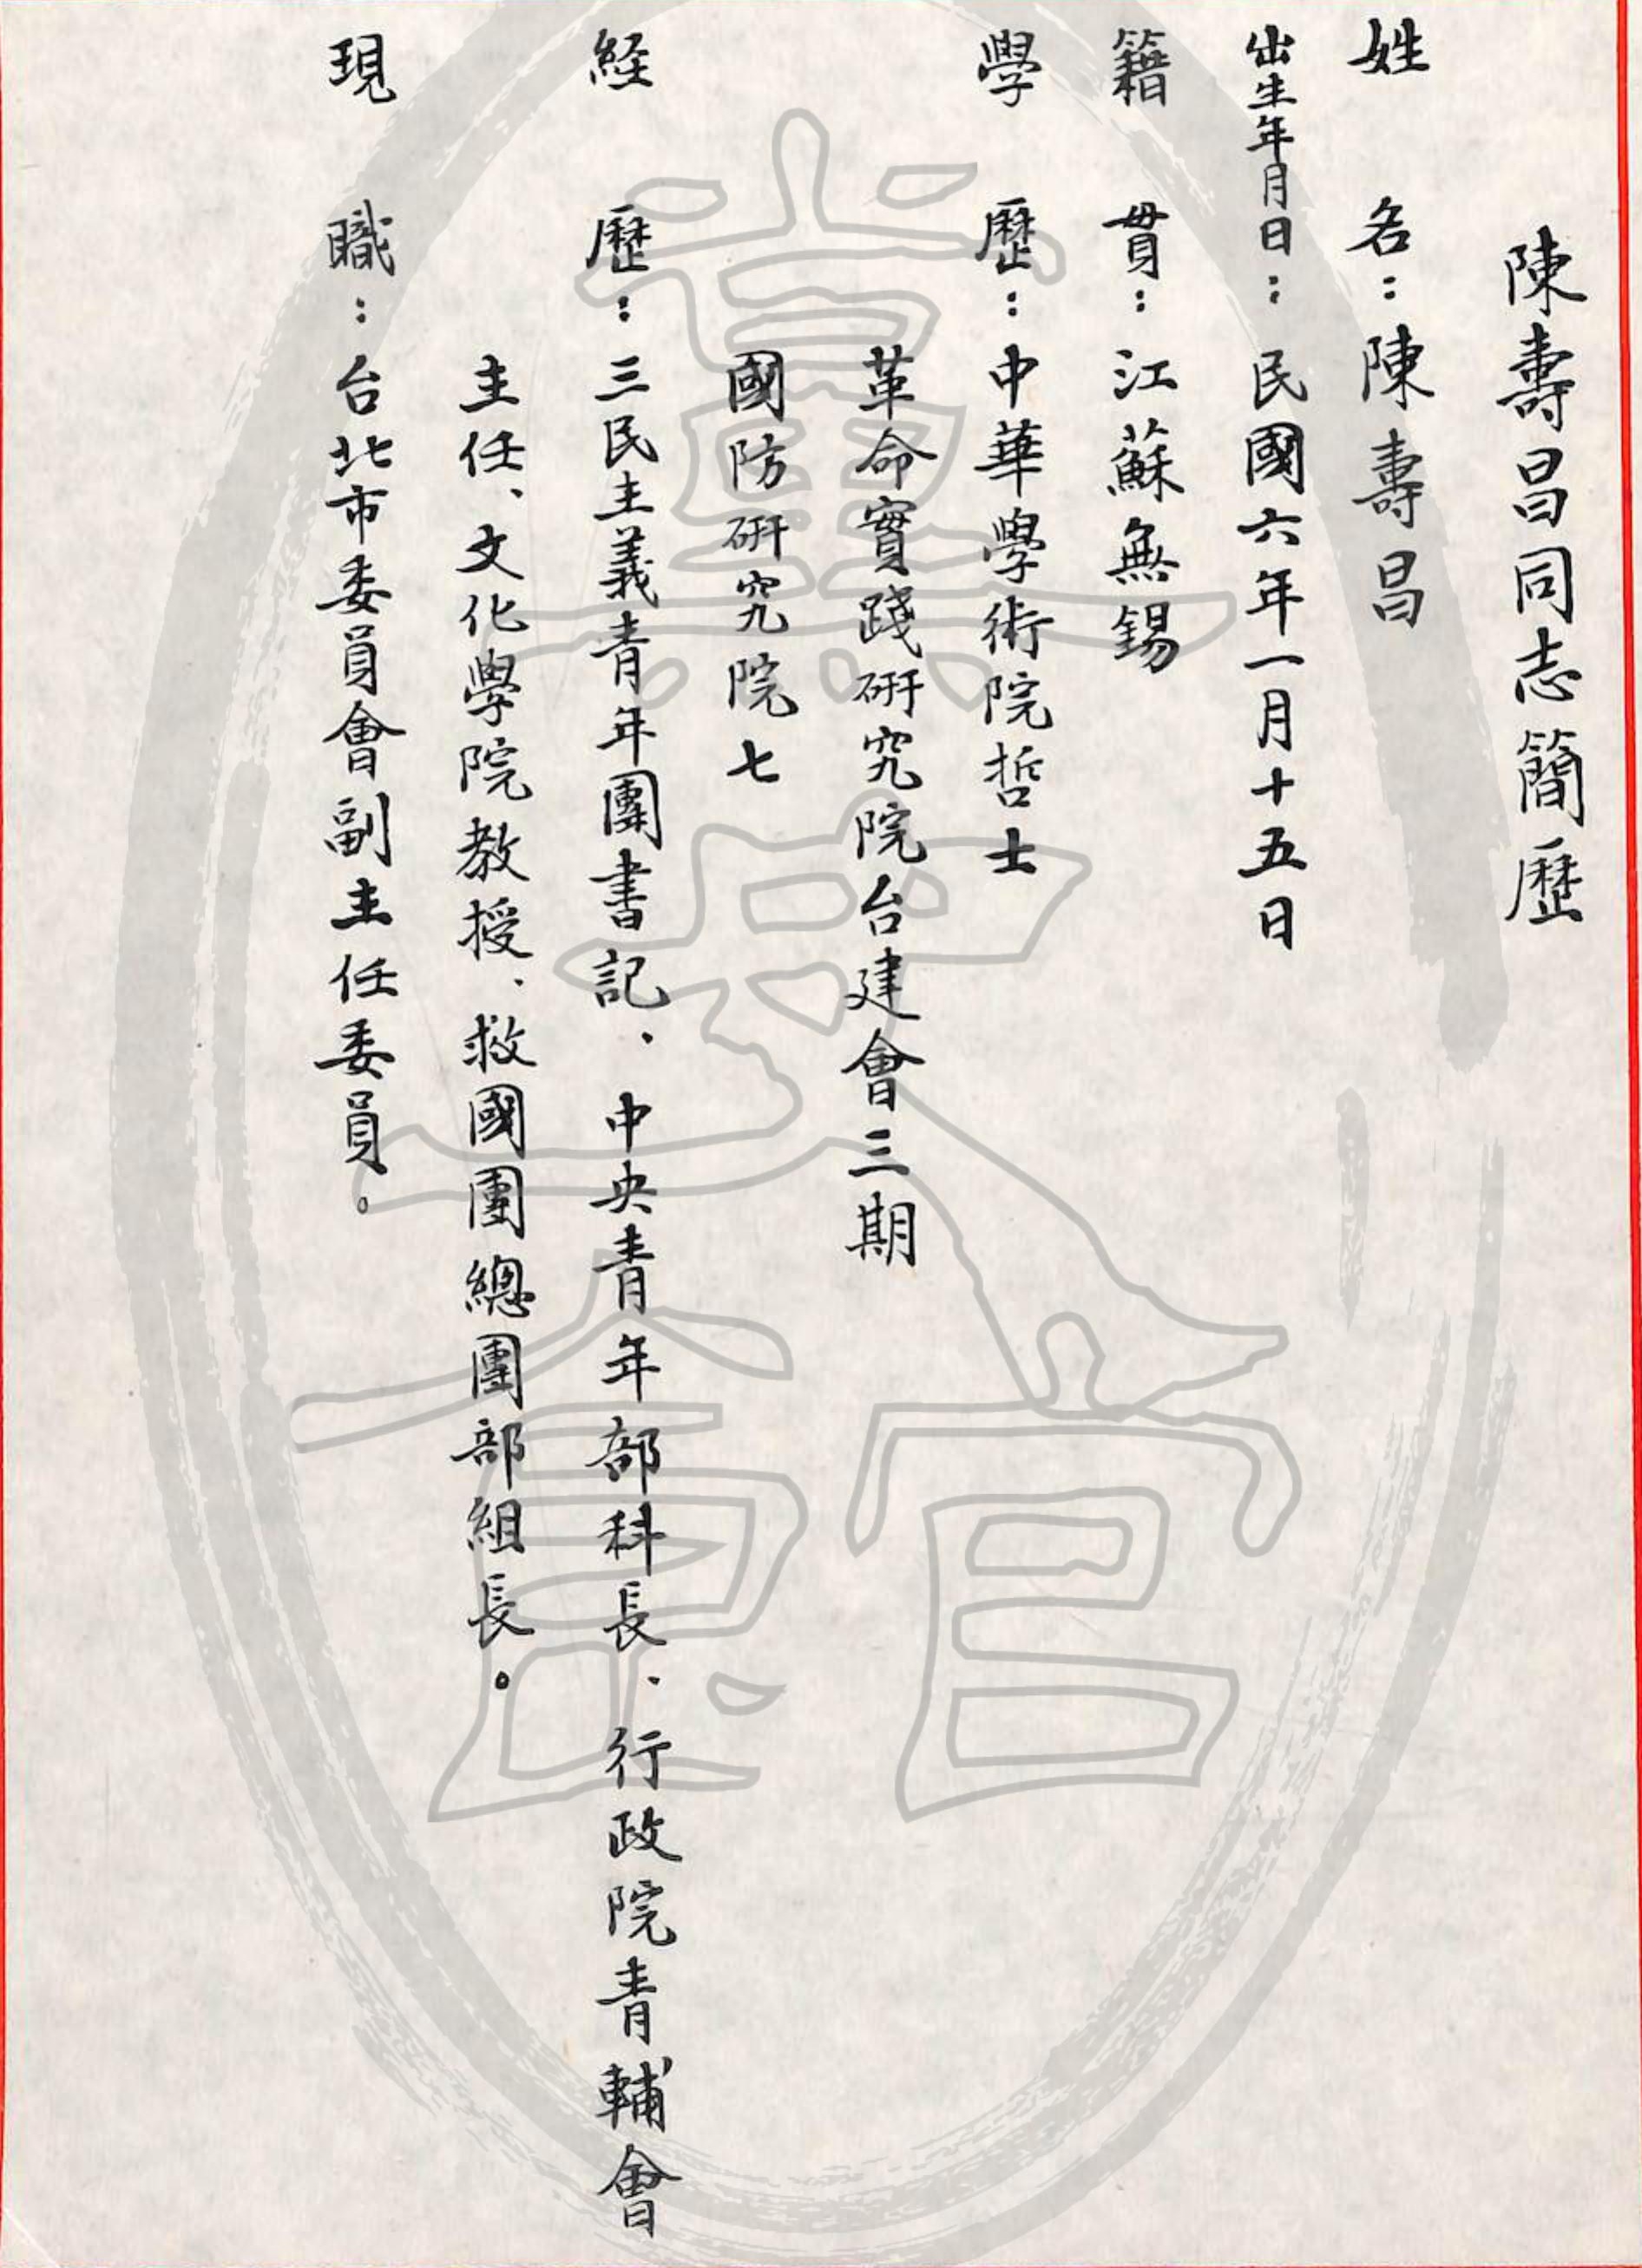 陳壽昌同志簡歷
姓名：陳壽昌
出生年月日：民國六年一月十五日
籍貫：江蘇無錫
學歷：中華學術院哲士
革命實踐研究院台建會三期
國防研究院七
経歷：三民主義青年團書記、中央青年部科長、行政院青輔會
主任、文化學院教授、救國團總團部組長。
現職：台北市委員會副主任委員。